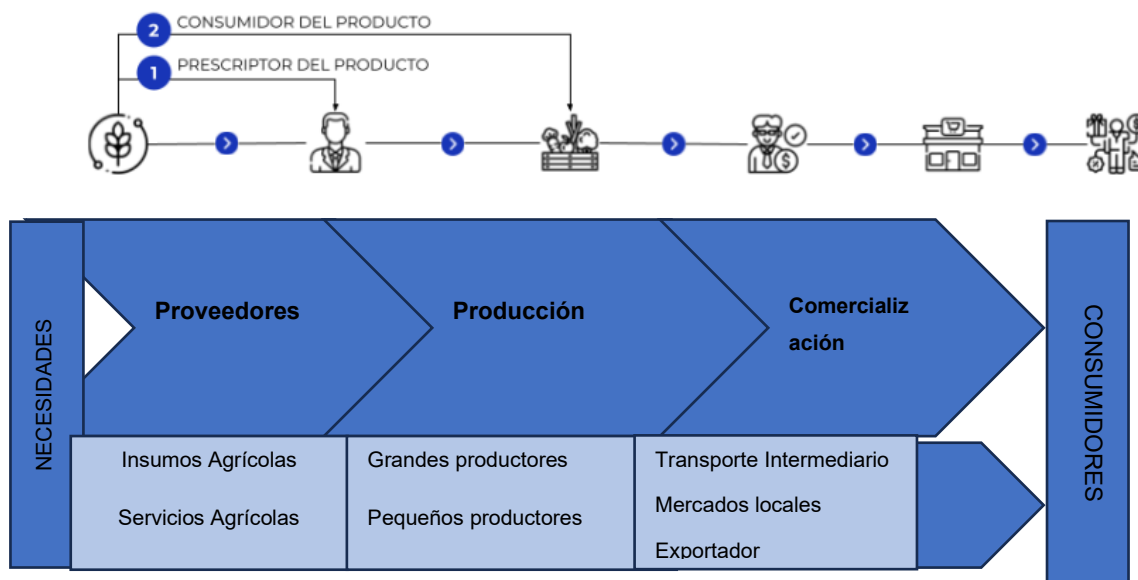 2 CONSUMIDOR DEL PRODUCTO
1 PRESCRIPTOR DEL PRODUCTO
NECESIDADES
Proveedores
Producción
Comercializ
ación
CONSUMIDORES
Insumos Agrícolas
Servicios Agrícolas
Grandes productores
Pequeños productores
Transporte Intermediario
Mercados locales
Exportador